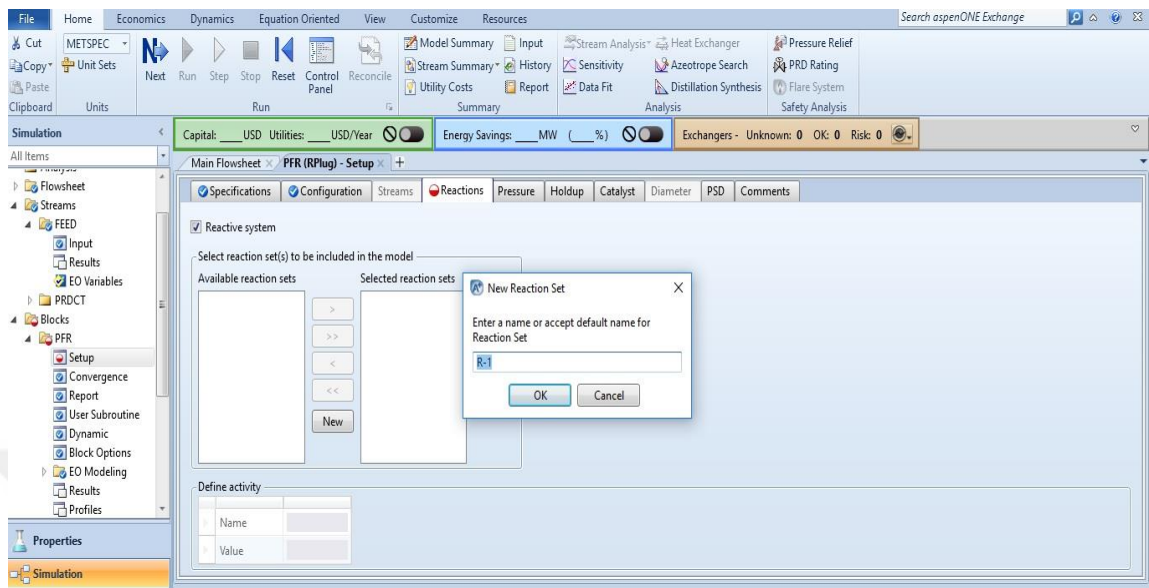 File Home Economics Dynamics Equation Oriented View Customize Resources Search aspenONE Exchange
Cut METSPEC Model Summary Input Stream Analysis Heat Exchanger Pressure Relief
Copy Unit Sets Next Run Step Stop Reset Control Panel Reconcile Stream Summary History Sensitivity Azeotrope Search PRD Rating
Paste Utility Costs Report Data Fit Distillation Synthesis Flare System
Clipboard Units Run Summary Analysis Safety Analysis
Simulation Capital: ____USD Utilities: ____USD/Year Energy Savings: ____MW (____%) Exchangers - Unknown: 0 OK: 0 Risk: 0
All Items Main Flowsheet PFR (RPlug) - Setup +
Analysis
Flowsheet
Streams
FEED
Input
Results
EO Variables
PRDCT
Blocks
PFR
Setup
Convergence
Report
User Subroutine
Dynamic
Block Options
EO Modeling
Results
Profiles
Properties
Simulation
Specifications Configuration Streams Reactions Pressure Holdup Catalyst Diameter PSD Comments
Reactive system
Select reaction set(s) to be included in the model
Available reaction sets Selected reaction sets
>
>>
<
<<
New
New Reaction Set
Enter a name or accept default name for
Reaction Set
R-1
OK Cancel
Define activity
Name
Value